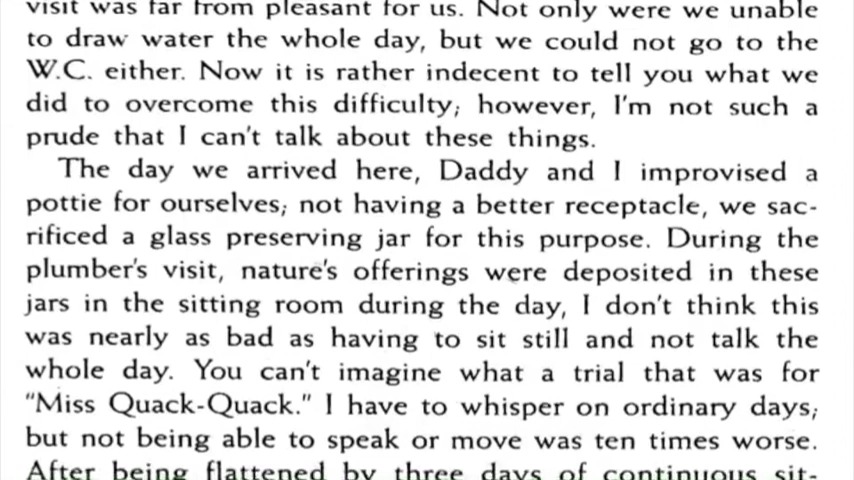 visit was far from pleasant for us. Not only were we unable
to draw water the whole day, but we could not go to the
W.C. either. Now it is rather indecent to tell you what we
did to overcome this difficulty; however, I'm not such a
prude that I can't talk about these things.
The day we arrived here, Daddy and I improvised a
pottie for ourselves; not having a better receptacle, we sac-
rificed a glass preserving jar for this purpose. During the
plumber's visit, nature's offerings were deposited in these
jars in the sitting room during the day, I don't think this
was nearly as bad as having to sit still and not talk the
whole day. You can't imagine what a trial that was for
"Miss Quack-Quack." I have to whisper on ordinary days;
but not being able to speak or move was ten times worse.
After being flattened by three days of continuous sit-